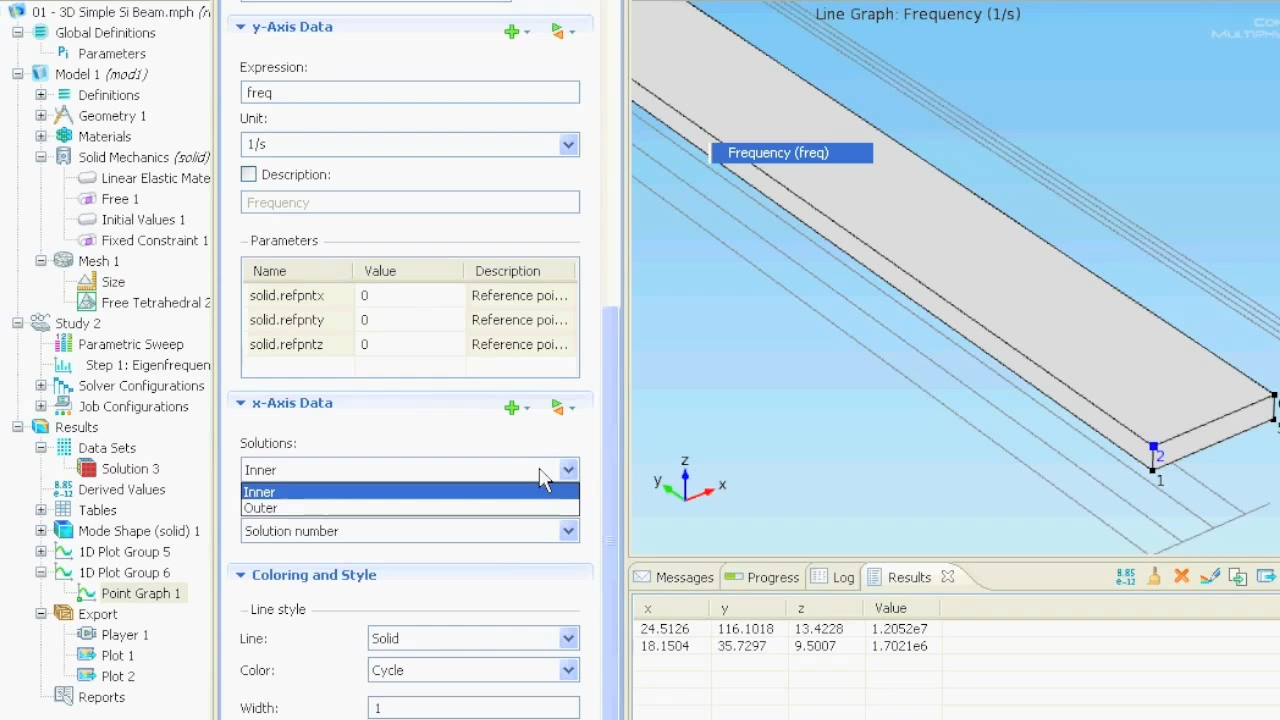 01 - 3D Simple Si Beam.mph
Global Definitions
Parameters
Model 1 (mod1)
Definitions
Geometry 1
Materials
Solid Mechanics (solid)
Linear Elastic Mate
Free 1
Initial Values 1
Fixed Constraint 1
Mesh 1
Size
Free Tetrahedral 2
Study 2
Parametric Sweep
Step 1: Eigenfrequen
Solver Configurations
Job Configurations
Results
Data Sets
Solution 3
Derived Values
Tables
Mode Shape (solid) 1
1D Plot Group 5
1D Plot Group 6
Point Graph 1
Export
Player 1
Plot 1
Plot 2
Reports
y-Axis Data
Expression:
freq
Unit:
1/s
Description:
Frequency
Parameters
Name Value Description
solid.refpntx 0 Reference poi...
solid.refpnty 0 Reference poi...
solid.refpntz 0 Reference poi...
x-Axis Data
Solutions:
Inner
Inner
Outer
Solution number
Coloring and Style
Line style
Line: Solid
Color: Cycle
Width: 1
Line Graph: Frequency (1/s)
Frequency (freq)
2
1
z
y
x
Messages Progress Log Results
8.85
e-12
x y z Value
24.5126 116.1018 13.4228 1.2052e7
18.1504 35.7297 9.5007 1.7021e6